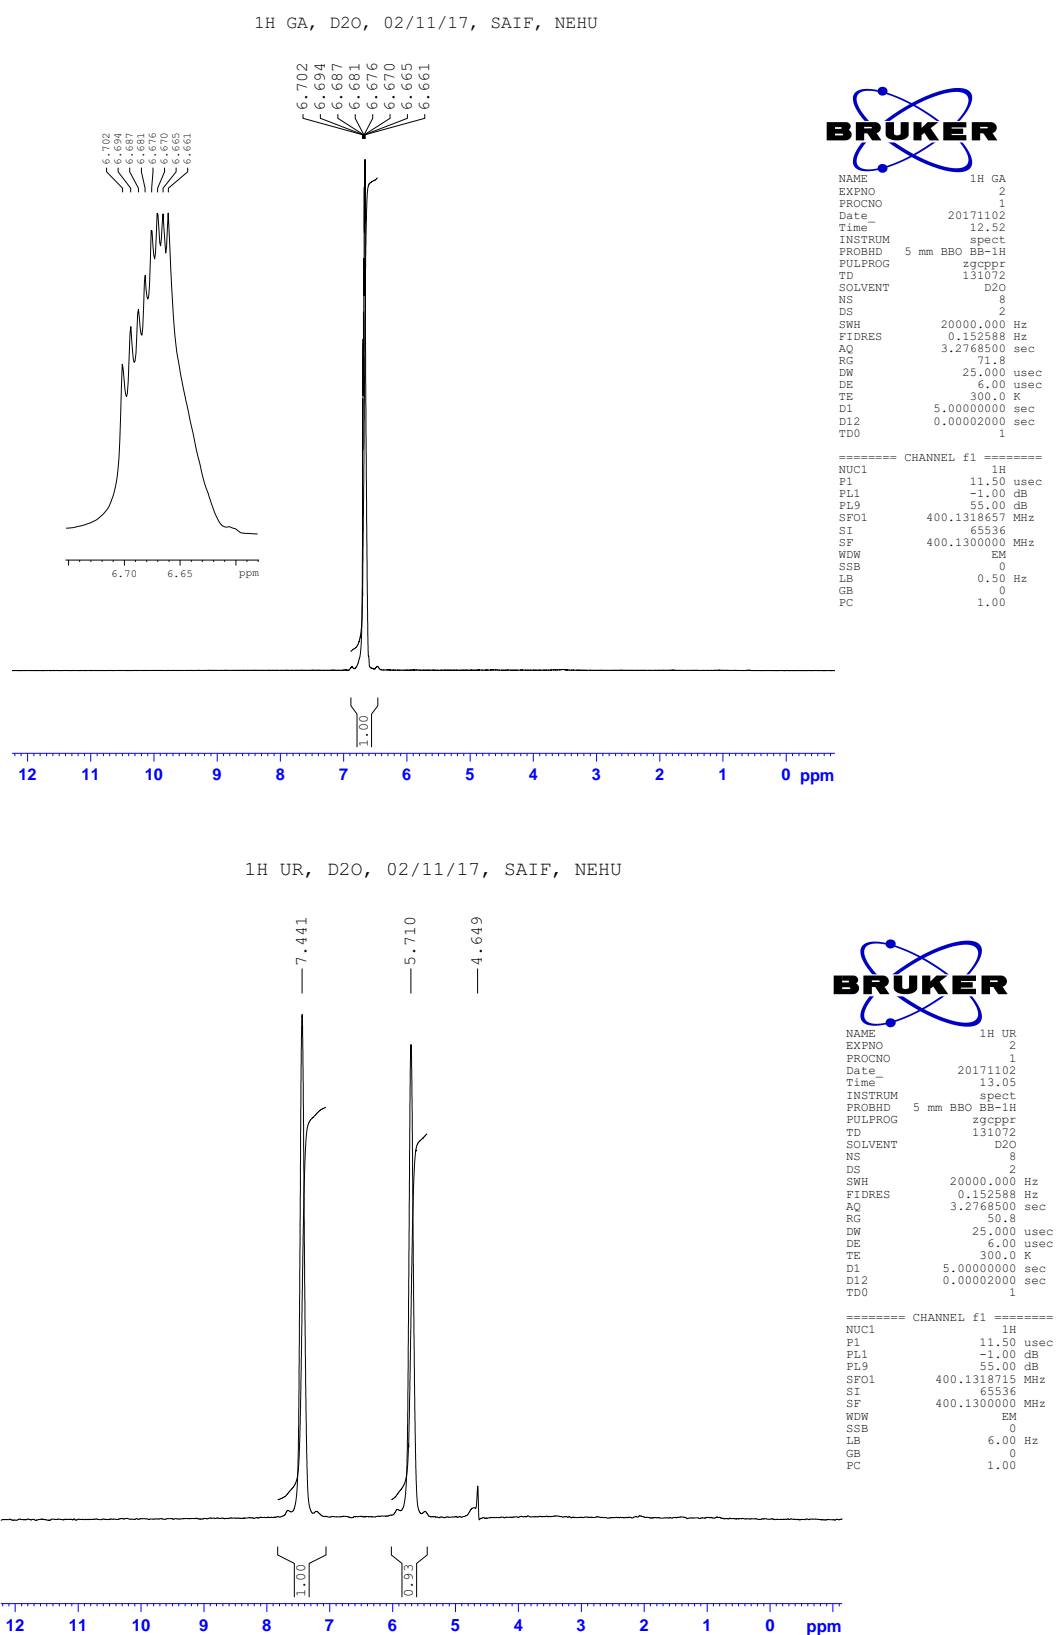 1H GA, D2O, 02/11/17, SAIF, NEHU
6.702
6.694
6.687
6.681
6.676
6.670
6.665
6.661
6.702
6.694
6.687
6.681
6.676
6.670
6.665
6.661
6.70 6.65 ppm
1.00
12 11 10 9 8 7 6 5 4 3 2 1 0 ppm
BRUKER
NAME 1H GA
EXPNO 2
PROCNO 1
Date_ 20171102
Time 12.52
INSTRUM spect
PROBHD 5 mm BBO BB-1H
PULPROG zgcppr
TD 131072
SOLVENT D2O
NS 8
DS 2
SWH 20000.000 Hz
FIDRES 0.152588 Hz
AQ 3.2768500 sec
RG 71.8
DW 25.000 usec
DE 6.00 usec
TE 300.0 K
D1 5.00000000 sec
D12 0.00002000 sec
TD0 1
======== CHANNEL f1 ========
NUC1 1H
P1 11.50 usec
PL1 -1.00 dB
PL9 55.00 dB
SFO1 400.1318657 MHz
SI 65536
SF 400.1300000 MHz
WDW EM
SSB 0
LB 0.50 Hz
GB 0
PC 1.00
1H UR, D2O, 02/11/17, SAIF, NEHU
7.441
5.710
4.649
1.00
0.93
12 11 10 9 8 7 6 5 4 3 2 1 0 ppm
BRUKER
NAME 1H UR
EXPNO 2
PROCNO 1
Date_ 20171102
Time 13.05
INSTRUM spect
PROBHD 5 mm BBO BB-1H
PULPROG zgcppr
TD 131072
SOLVENT D2O
NS 8
DS 2
SWH 20000.000 Hz
FIDRES 0.152588 Hz
AQ 3.2768500 sec
RG 50.8
DW 25.000 usec
DE 6.00 usec
TE 300.0 K
D1 5.00000000 sec
D12 0.00002000 sec
TD0 1
======== CHANNEL f1 ========
NUC1 1H
P1 11.50 usec
PL1 -1.00 dB
PL9 55.00 dB
SFO1 400.1318715 MHz
SI 65536
SF 400.1300000 MHz
WDW EM
SSB 0
LB 6.00 Hz
GB 0
PC 1.00